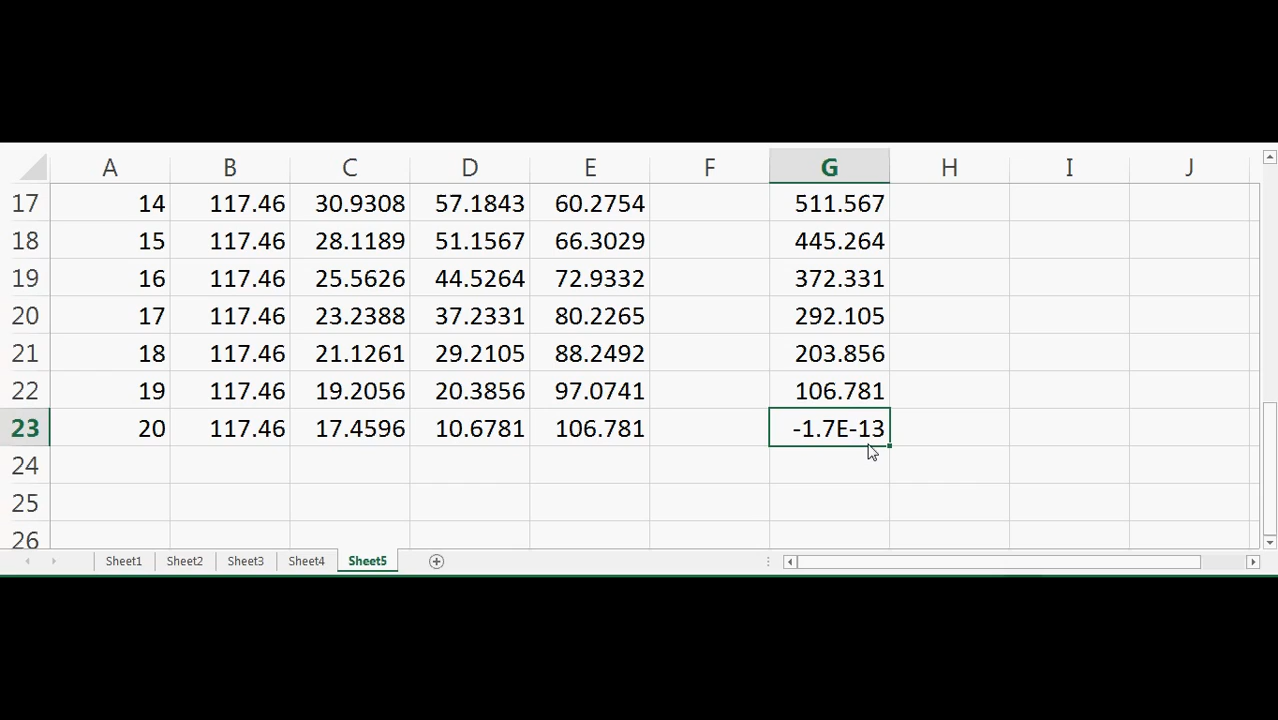 A B C D E F G H I J
17 14 117.46 30.9308 57.1843 60.2754 511.567
18 15 117.46 28.1189 51.1567 66.3029 445.264
19 16 117.46 25.5626 44.5264 72.9332 372.331
20 17 117.46 23.2388 37.2331 80.2265 292.105
21 18 117.46 21.1261 29.2105 88.2492 203.856
22 19 117.46 19.2056 20.3856 97.0741 106.781
23 20 117.46 17.4596 10.6781 106.781 -1.7E-13
24
25
26
Sheet1 Sheet2 Sheet3 Sheet4 Sheet5